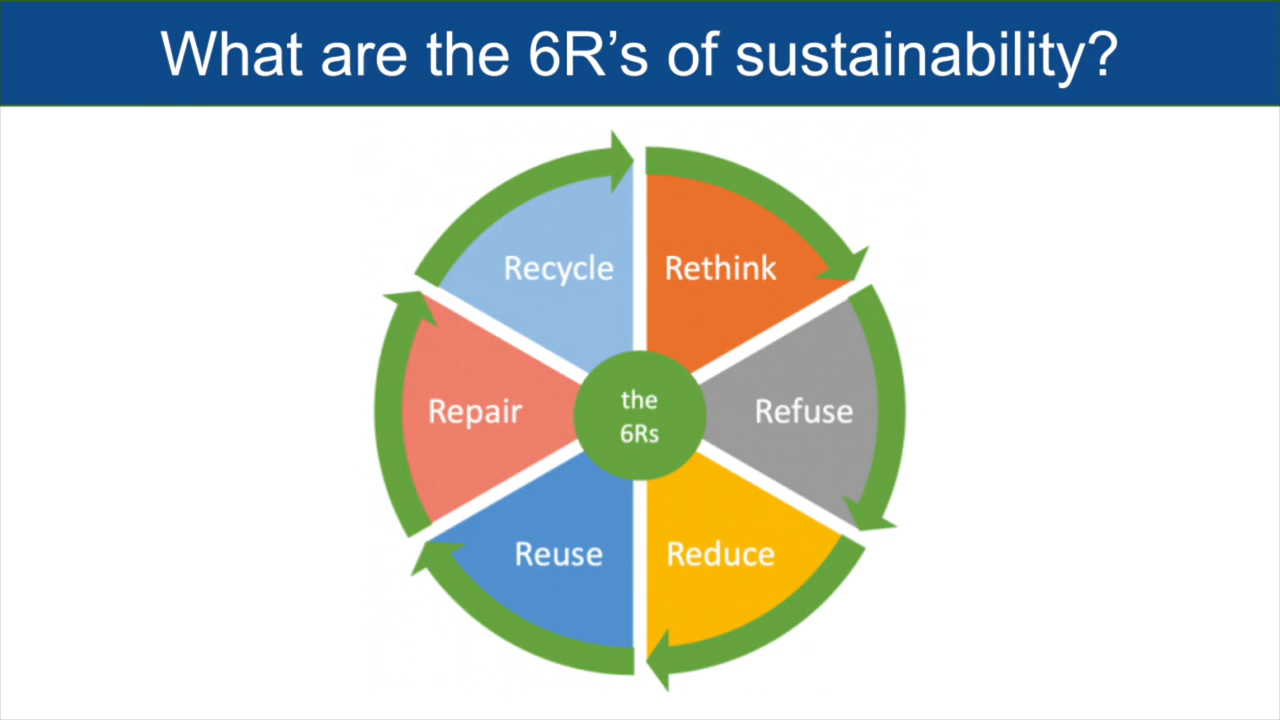 What are the 6R’s of sustainability?
Recycle
Rethink
Repair
the
6Rs
Refuse
Reuse
Reduce